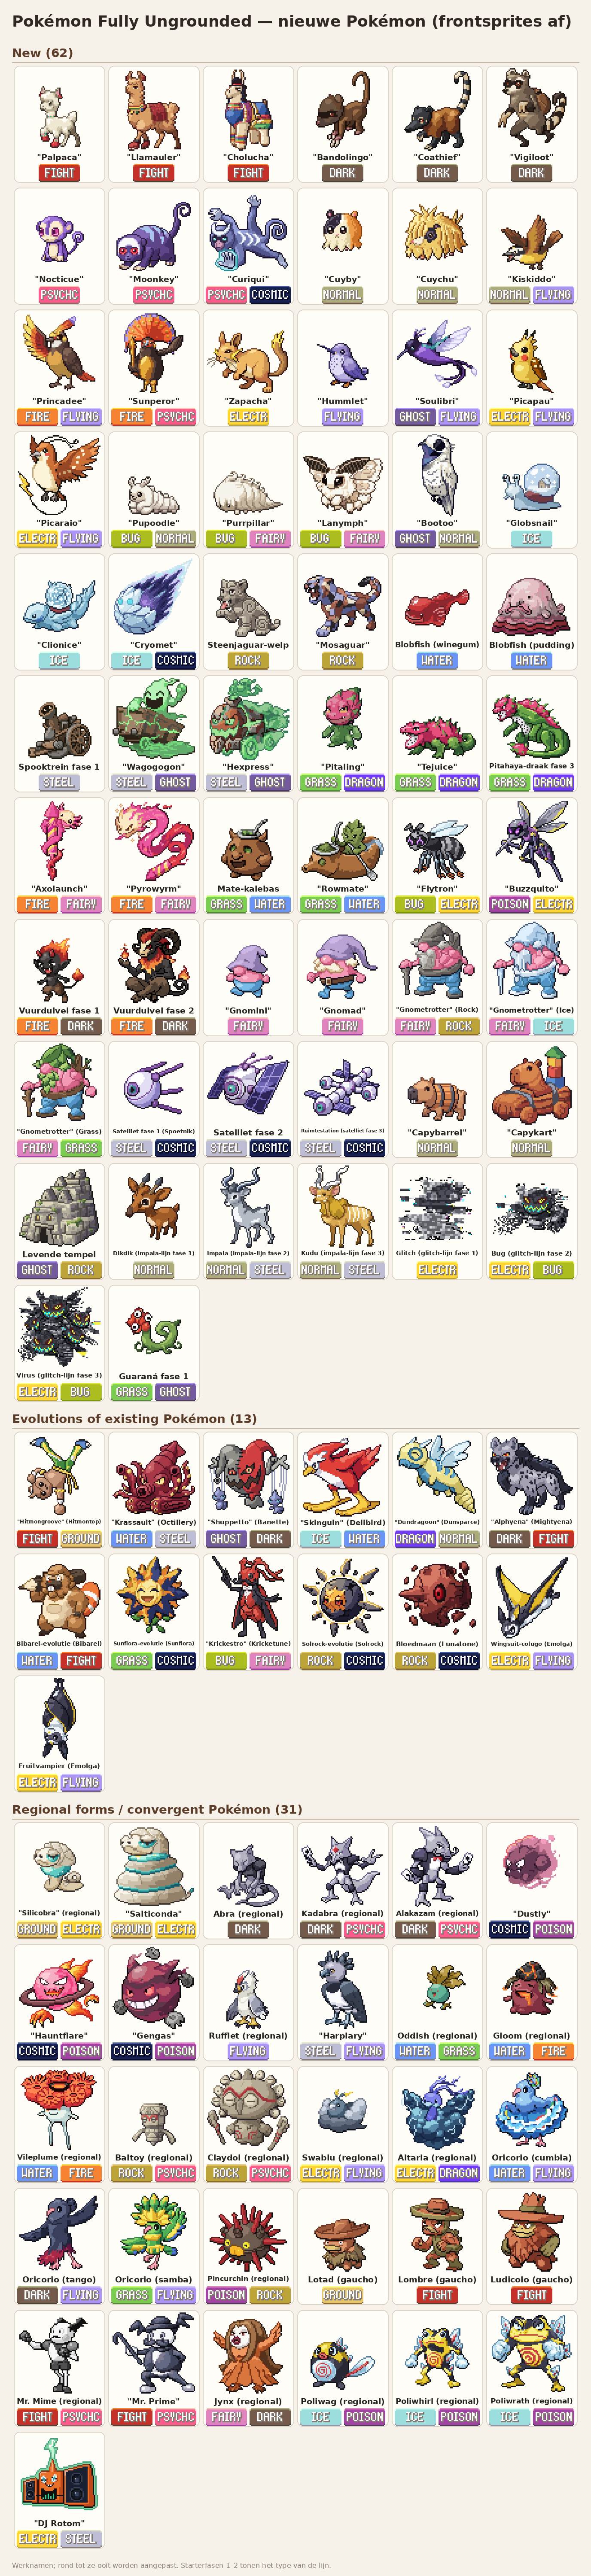 Pokémon Fully Ungrounded — nieuwe Pokémon (frontsprites af)
New (62)
"Palpaca" "Llamauler" "Cholucha" "Bandolingo" "Coathief" "Vigiloot"
FIGHT FIGHT FIGHT DARK DARK DARK
"Nocticue" "Moonkey" "Curiqui" "Cuyby" "Cuychu" "Kiskiddo"
PSYCHC PSYCHC PSYCHC COSMIC NORMAL NORMAL NORMAL FLYING
"Princadee" "Sunperor" "Zapacha" "Hummlet" "Soulibri" "Picapau"
FIRE FLYING FIRE PSYCHC ELECTR FLYING GHOST FLYING ELECTR FLYING
"Picaraio" "Pupoodle" "Purrpillar" "Lanymph" "Bootoo" "Globsnail"
ELECTR FLYING BUG NORMAL BUG FAIRY BUG FAIRY GHOST NORMAL ICE
"Clionice" "Cryomet" Steenjaguar-welp "Mosaguar" Blobfish (winegum) Blobfish (pudding)
ICE ICE COSMIC ROCK ROCK WATER WATER
Spooktrein fase 1 "Wagogogon" "Hexpress" "Pitaling" "Tejuice" Pitahaya-draak fase 3
STEEL STEEL GHOST STEEL GHOST GRASS DRAGON GRASS DRAGON GRASS DRAGON
"Axolaunch" "Pyrowyrm" Mate-kalebas "Rowmate" "Flytron" "Buzzquito"
FIRE FAIRY FIRE FAIRY GRASS WATER GRASS WATER BUG ELECTR POISON ELECTR
Vuurduivel fase 1 Vuurduivel fase 2 "Gnomini" "Gnomad" "Gnometrotter" (Rock) "Gnometrotter" (Ice)
FIRE DARK FIRE DARK FAIRY FAIRY FAIRY ROCK FAIRY ICE
"Gnometrotter" (Grass) Satelliet fase 1 (Spoetnik) Satelliet fase 2 Ruimtestation (satelliet fase 3) "Capybarrel" "Capykart"
FAIRY GRASS STEEL COSMIC STEEL COSMIC STEEL COSMIC NORMAL NORMAL
Levende tempel Dikdik (impala-lijn fase 1) Impala (impala-lijn fase 2) Kudu (impala-lijn fase 3) Glitch (glitch-lijn fase 1) Bug (glitch-lijn fase 2)
GHOST ROCK NORMAL NORMAL STEEL NORMAL STEEL ELECTR ELECTR BUG
Virus (glitch-lijn fase 3) Guaraná fase 1
ELECTR BUG GRASS GHOST
Evolutions of existing Pokémon (13)
"Hitmongroove" (Hitmontop) "Krassault" (Octillery) "Shuppetto" (Banette) "Skinguin" (Delibird) "Dundragoon" (Dunsparce) "Alphyena" (Mightyena)
FIGHT GROUND WATER STEEL GHOST DARK ICE WATER DRAGON NORMAL DARK FIGHT
Bibarel-evolutie (Bibarel) Sunflora-evolutie (Sunflora) "Krickestro" (Kricketune) Solrock-evolutie (Solrock) Bloedmaan (Lunatone) Wingsuit-colugo (Emolga)
WATER FIGHT GRASS COSMIC BUG FAIRY ROCK COSMIC ROCK COSMIC ELECTR FLYING
Fruitvampier (Emolga)
ELECTR FLYING
Regional forms / convergent Pokémon (31)
"Silicobra" (regional) "Salticonda" Abra (regional) Kadabra (regional) Alakazam (regional) "Dustly"
GROUND ELECTR GROUND ELECTR DARK DARK PSYCHC DARK PSYCHC COSMIC POISON
"Hauntflare" "Gengas" Rufflet (regional) "Harpiary" Oddish (regional) Gloom (regional)
COSMIC POISON COSMIC POISON FLYING STEEL FLYING WATER GRASS WATER FIRE
Vileplume (regional) Baltoy (regional) Claydol (regional) Swablu (regional) Altaria (regional) Oricorio (cumbia)
WATER FIRE ROCK PSYCHC ROCK PSYCHC ELECTR FLYING ELECTR DRAGON WATER FLYING
Oricorio (tango) Oricorio (samba) Pincurchin (regional) Lotad (gaucho) Lombre (gaucho) Ludicolo (gaucho)
DARK FLYING GRASS FLYING POISON ROCK GROUND FIGHT FIGHT
Mr. Mime (regional) "Mr. Prime" Jynx (regional) Poliwag (regional) Poliwhirl (regional) Poliwrath (regional)
FIGHT PSYCHC FIGHT PSYCHC FAIRY DARK ICE POISON ICE POISON ICE POISON
"DJ Rotom"
ELECTR STEEL
Werknamen; rond tot ze ooit worden aangepast. Starterfasen 1–2 tonen het type van de lijn.